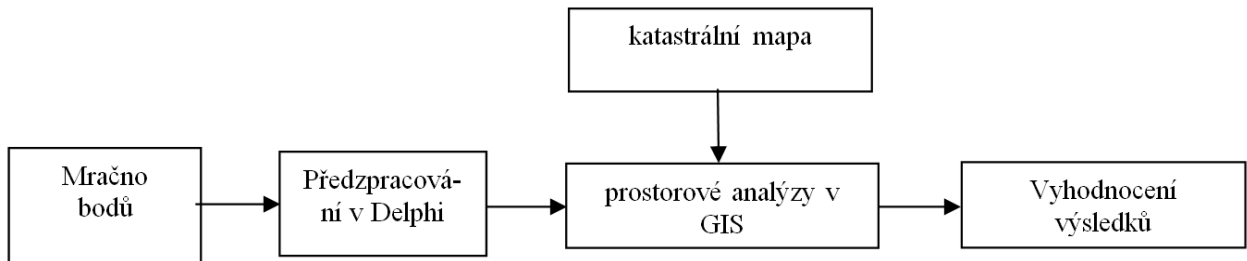 katastrální mapa
Mračno
bodů
Předzpracová-
ní v Delphi
prostorové analýzy v
GIS
Vyhodnocení
výsledků